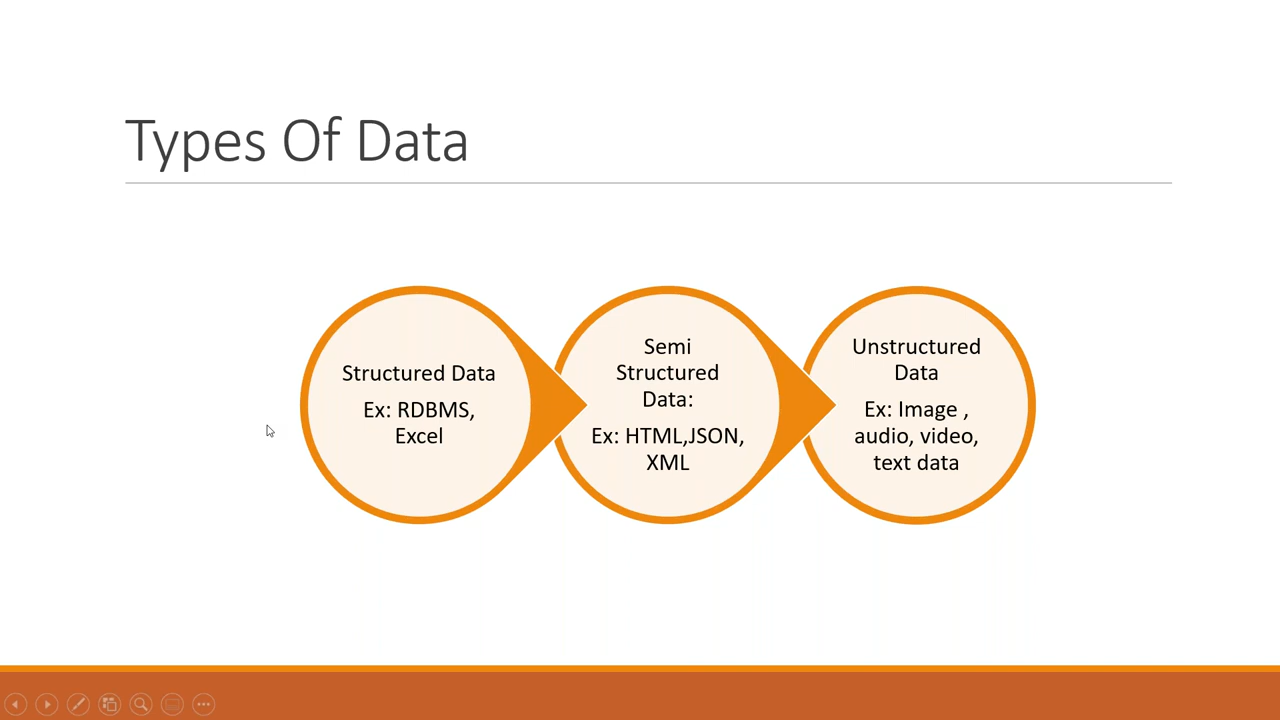 Types Of Data
Structured Data
Ex: RDBMS,
Excel
Semi
Structured
Data:
Ex: HTML,JSON,
XML
Unstructured
Data
Ex: Image ,
audio, video,
text data